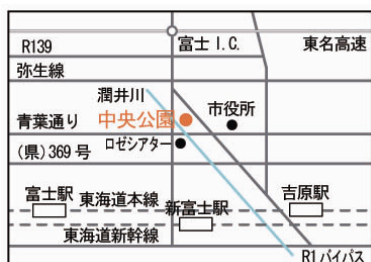 富士 I.C.
東名高速
R139
弥生線
潤井川
青葉通り
中央公園
市役所
ロゼシアター
(県)369号
富士駅
東海道本線
新富士駅
吉原駅
東海道新幹線
R1バイパス